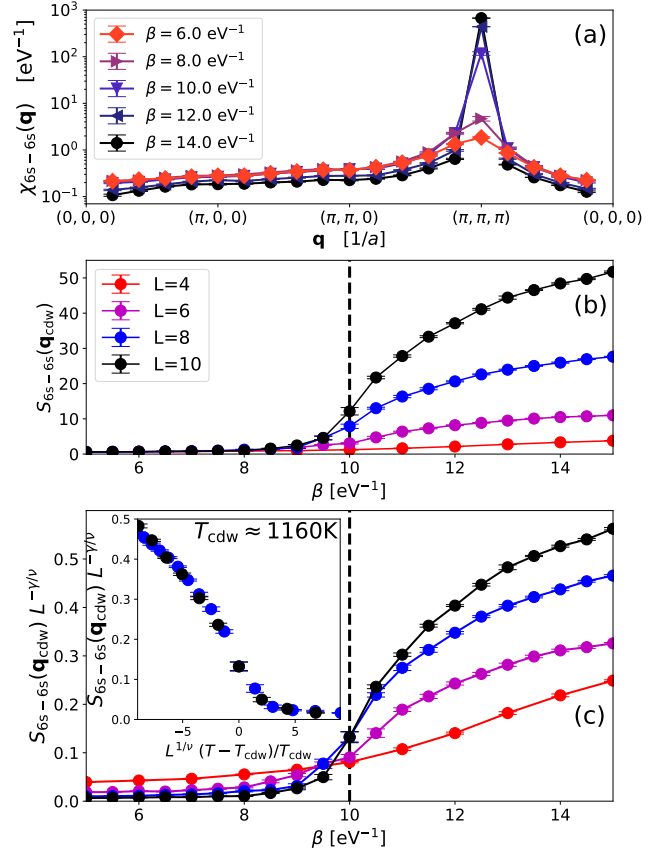 (a)
β = 6.0 eV⁻¹
β = 8.0 eV⁻¹
β = 10.0 eV⁻¹
β = 12.0 eV⁻¹
β = 14.0 eV⁻¹
χ6s−6s(q) [eV⁻¹]
10³
10²
10¹
10⁰
10⁻¹
(0, 0, 0) (π, 0, 0) (π, π, 0) (π, π, π) (0, 0, 0)
q [1/a]
(b)
L=4
L=6
L=8
L=10
S6s−6s(qcdw)
50
40
30
20
10
0
6 8 10 12 14
β [eV⁻¹]
(c)
S6s−6s(qcdw) L^−γ/ν
0.5
0.4
0.3
0.2
0.1
0.0
6 8 10 12 14
β [eV⁻¹]
Tcdw ≈ 1160K
S6s−6s(qcdw) L^−γ/ν
0.5
0.4
0.3
0.2
0.1
0.0
−5 0 5
L^1/ν (T − Tcdw)/Tcdw